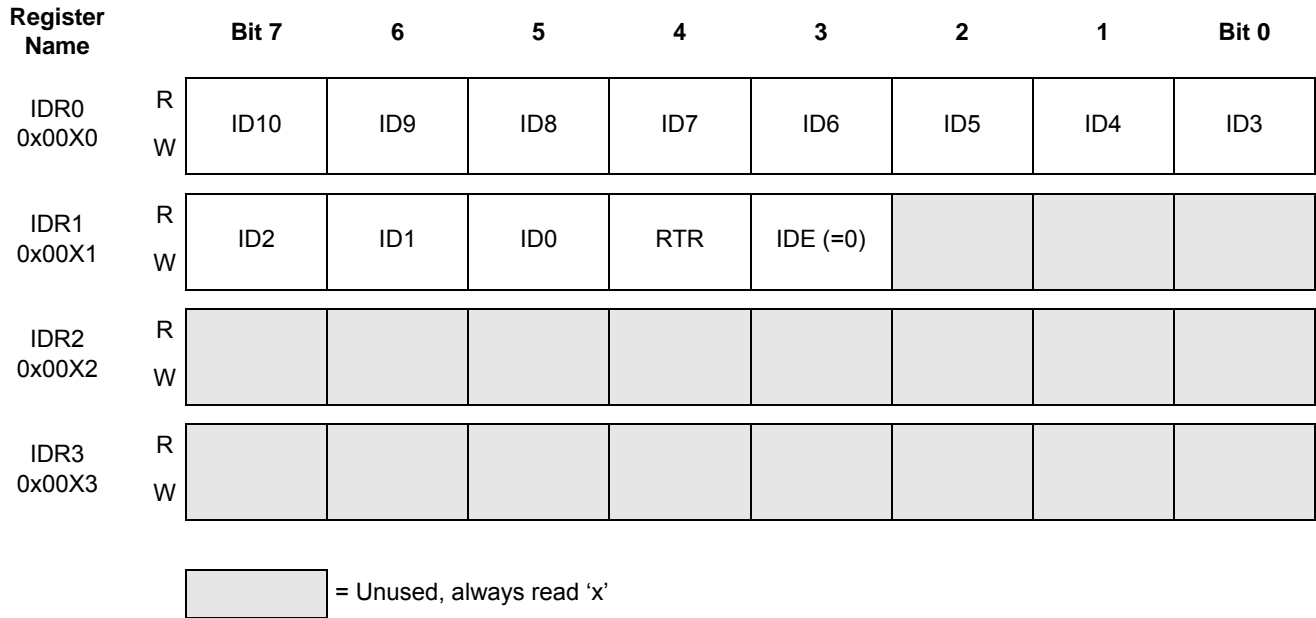 Register Name Bit 7 6 5 4 3 2 1 Bit 0
IDR0 R ID10 ID9 ID8 ID7 ID6 ID5 ID4 ID3
0x00X0 W
IDR1 R ID2 ID1 ID0 RTR IDE (=0)
0x00X1 W
IDR2 R
0x00X2 W
IDR3 R
0x00X3 W
= Unused, always read ‘x’